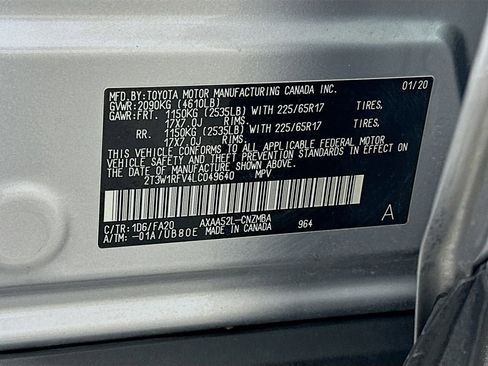 MFD.BY:TOYOTA MOTOR MANUFACTURING CANADA INC. 01/20
GVWR:2090KG (4610LB)
GAWR:FRT. 1150KG (2535LB) WITH 225/65R17 TIRES,
17X7.0J RIMS.
RR. 1150KG (2535LB) WITH 225/65R17 TIRES,
17X7.0J RIMS.
THIS VEHICLE CONFORMS TO ALL APPLICABLE FEDERAL MOTOR
VEHICLE SAFETY AND THEFT PREVENTION STANDARDS IN
EFFECT ON THE DATE OF MANUFACTURE SHOWN ABOVE.
2T3W1RFV4LC049640 MPV
C/TR:1D6/FA20 AXAA52L-CNZMBA A
A/TM: -01A/UB80E MADE IN CANADA 964